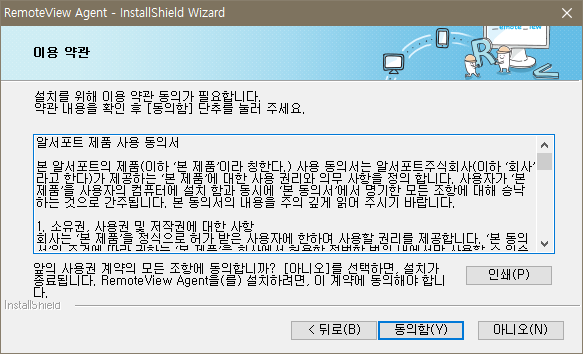 RemoteView Agent - InstallShield Wizard
이용 약관
설치를 위해 이용 약관 동의가 필요합니다.
약관 내용을 확인 후 [동의함] 단추를 눌러 주세요.
알서포트 제품 사용 동의서
본 알서포트의 제품(이하 '본 제품'이라 칭한다.) 사용 동의서는 알서포트주식회사(이하 '회사'
라고 한다)가 제공하는 '본 제품'에 대한 사용 권리와 의무 사항을 정의 합니다. 사용자가 '본
제품'을 사용자의 컴퓨터에 설치 함과 동시에 '본 동의서'에서 명기한 모든 조항에 대해 승낙
하는 것으로 간주됩니다. 본 동의서의 내용을 주의 깊게 읽어 주시기 바랍니다.
1. 소유권, 사용권 및 저작권에 대한 사항
회사는 '본 제품'을 정식으로 허가 받은 사용자에 한하여 사용할 권리를 제공합니다. '본 동의
앞의 사용권 계약의 모든 조항에 동의합니까? [아니오]를 선택하면, 설치가
종료됩니다. RemoteView Agent을(를) 설치하려면, 이 계약에 동의해야 합니
다.
인쇄(P)
InstallShield
< 뒤로(B)
동의함(Y)
아니오(N)